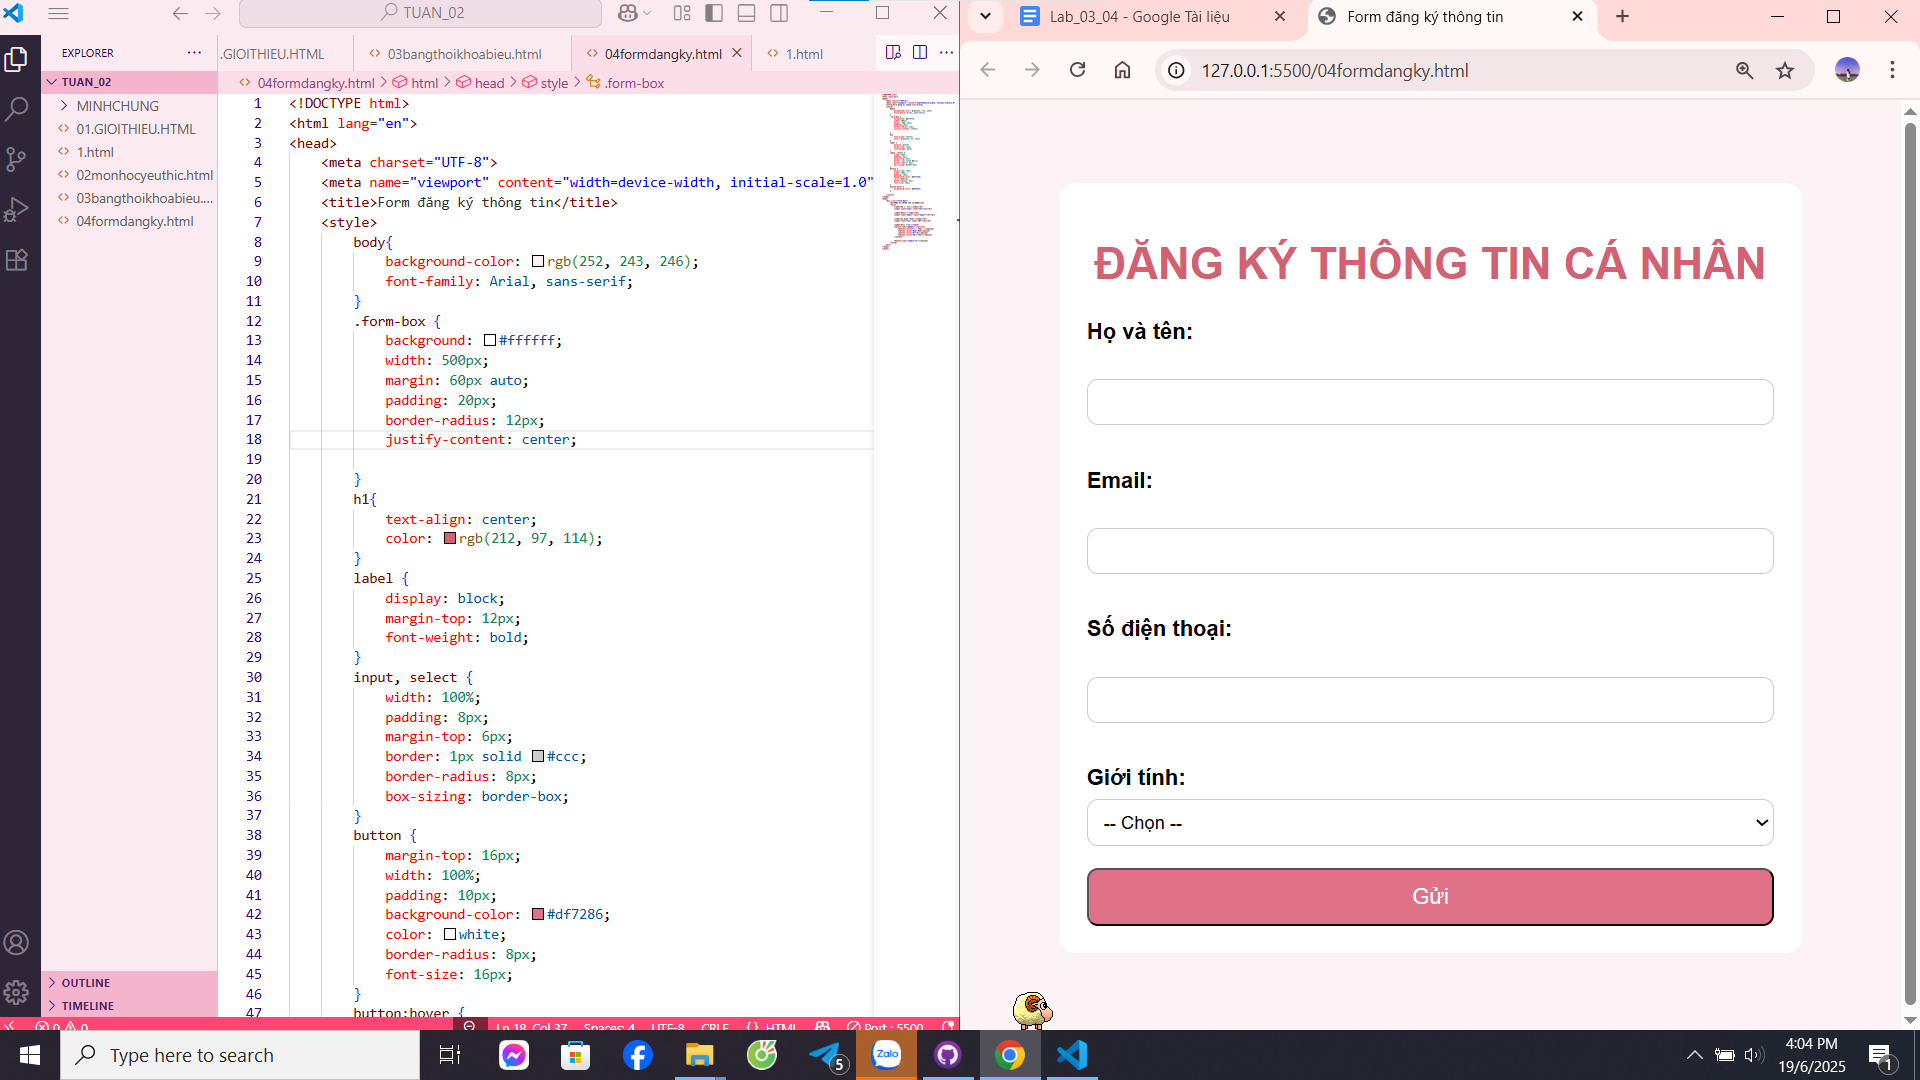 TUAN_02
EXPLORER
TUAN_02
MINHCHUNG
01.GIOITHIEU.HTML
1.html
02monhocyeuthic.html
03bangthoikhoabieu....
04formdangky.html
OUTLINE
TIMELINE
.GIOITHIEU.HTML
03bangthoikhoabieu.html
04formdangky.html
1.html
04formdangky.html > html > head > style > .form-box
1 <!DOCTYPE html>
2 <html lang="en">
3 <head>
4 <meta charset="UTF-8">
5 <meta name="viewport" content="width=device-width, initial-scale=1.0"
6 <title>Form đăng ký thông tin</title>
7 <style>
8 body{
9 background-color: rgb(252, 243, 246);
10 font-family: Arial, sans-serif;
11 }
12 .form-box {
13 background: #ffffff;
14 width: 500px;
15 margin: 60px auto;
16 padding: 20px;
17 border-radius: 12px;
18 justify-content: center;
19
20 }
21 h1{
22 text-align: center;
23 color: rgb(212, 97, 114);
24 }
25 label {
26 display: block;
27 margin-top: 12px;
28 font-weight: bold;
29 }
30 input, select {
31 width: 100%;
32 padding: 8px;
33 margin-top: 6px;
34 border: 1px solid #ccc;
35 border-radius: 8px;
36 box-sizing: border-box;
37 }
38 button {
39 margin-top: 16px;
40 width: 100%;
41 padding: 10px;
42 background-color: #df7286;
43 color: white;
44 border-radius: 8px;
45 font-size: 16px;
46 }
47 button:hover {
0 0 Ln 18, Col 37 Spaces: 4 UTF-8 CRLF {} HTML Port : 5500
Lab_03_04 - Google Tài liệu
Form đăng ký thông tin
127.0.0.1:5500/04formdangky.html
ĐĂNG KÝ THÔNG TIN CÁ NHÂN
Họ và tên:
Email:
Số điện thoại:
Giới tính:
-- Chọn --
Gửi
Type here to search
5
Zalo
4:04 PM
19/6/2025
1